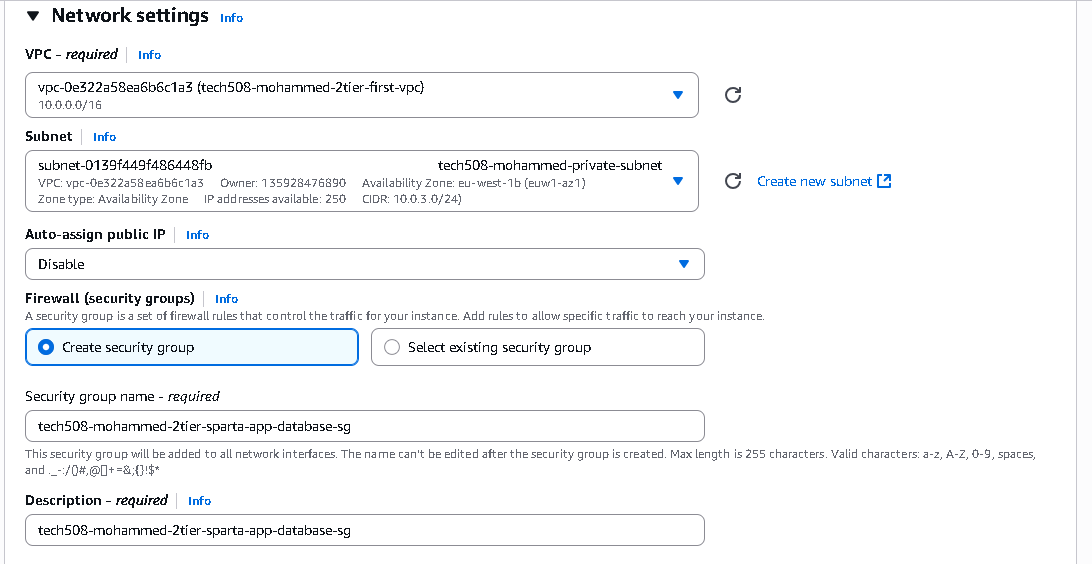 Network settings Info
VPC - required Info
vpc-0e322a58ea6b6c1a3 (tech508-mohammed-2tier-first-vpc)
10.0.0.0/16
Subnet Info
subnet-0139f449f486448fb tech508-mohammed-private-subnet
VPC: vpc-0e322a58ea6b6c1a3 Owner: 135928476890 Availability Zone: eu-west-1b (euw1-az1)
Zone type: Availability Zone IP addresses available: 250 CIDR: 10.0.3.0/24)
Create new subnet
Auto-assign public IP Info
Disable
Firewall (security groups) Info
A security group is a set of firewall rules that control the traffic for your instance. Add rules to allow specific traffic to reach your instance.
Create security group
Select existing security group
Security group name - required
tech508-mohammed-2tier-sparta-app-database-sg
This security group will be added to all network interfaces. The name can't be edited after the security group is created. Max length is 255 characters. Valid characters: a-z, A-Z, 0-9, spaces,
and ._-:/()#,@[]+=&;{}!$*
Description - required Info
tech508-mohammed-2tier-sparta-app-database-sg